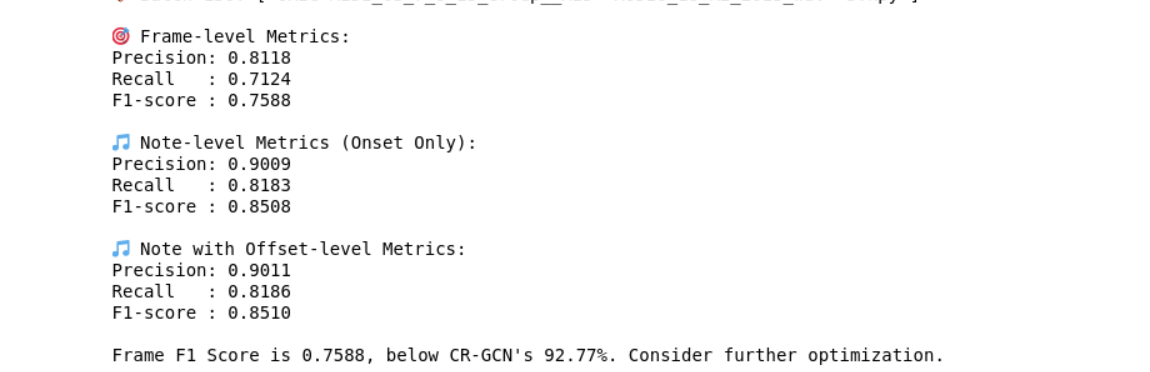 🎯 Frame-level Metrics:
Precision: 0.8118
Recall   : 0.7124
F1-score : 0.7588
🎵 Note-level Metrics (Onset Only):
Precision: 0.9009
Recall   : 0.8183
F1-score : 0.8508
🎵 Note with Offset-level Metrics:
Precision: 0.9011
Recall   : 0.8186
F1-score : 0.8510
Frame F1 Score is 0.7588, below CR-GCN's 92.77%. Consider further optimization.